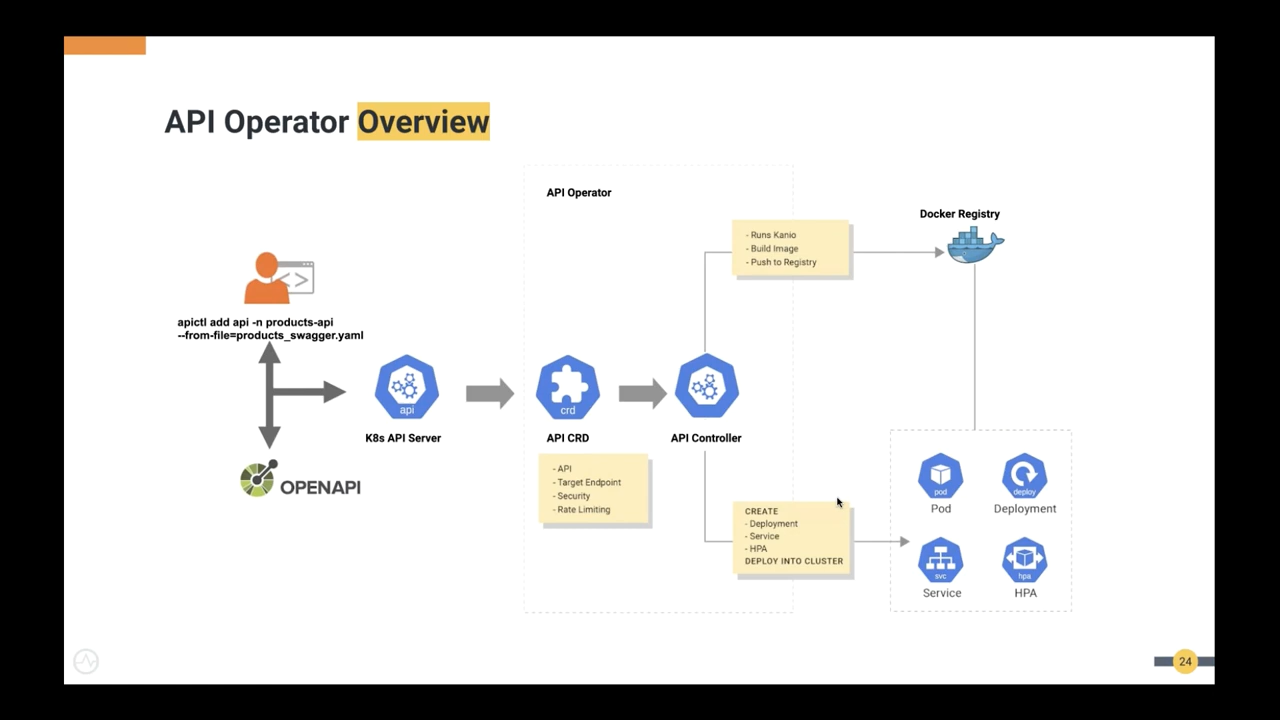 API Operator Overview
API Operator
Docker Registry
- Runs Kanio
- Build Image
- Push to Registry
apictl add api -n products-api
--from-file=products_swagger.yaml
api
crd
K8s API Server
API CRD
API Controller
- API
- Target Endpoint
- Security
- Rate Limiting
OPENAPI
pod
deploy
Pod
Deployment
CREATE
- Deployment
- Service
- HPA
DEPLOY INTO CLUSTER
svc
hpa
Service
HPA
24